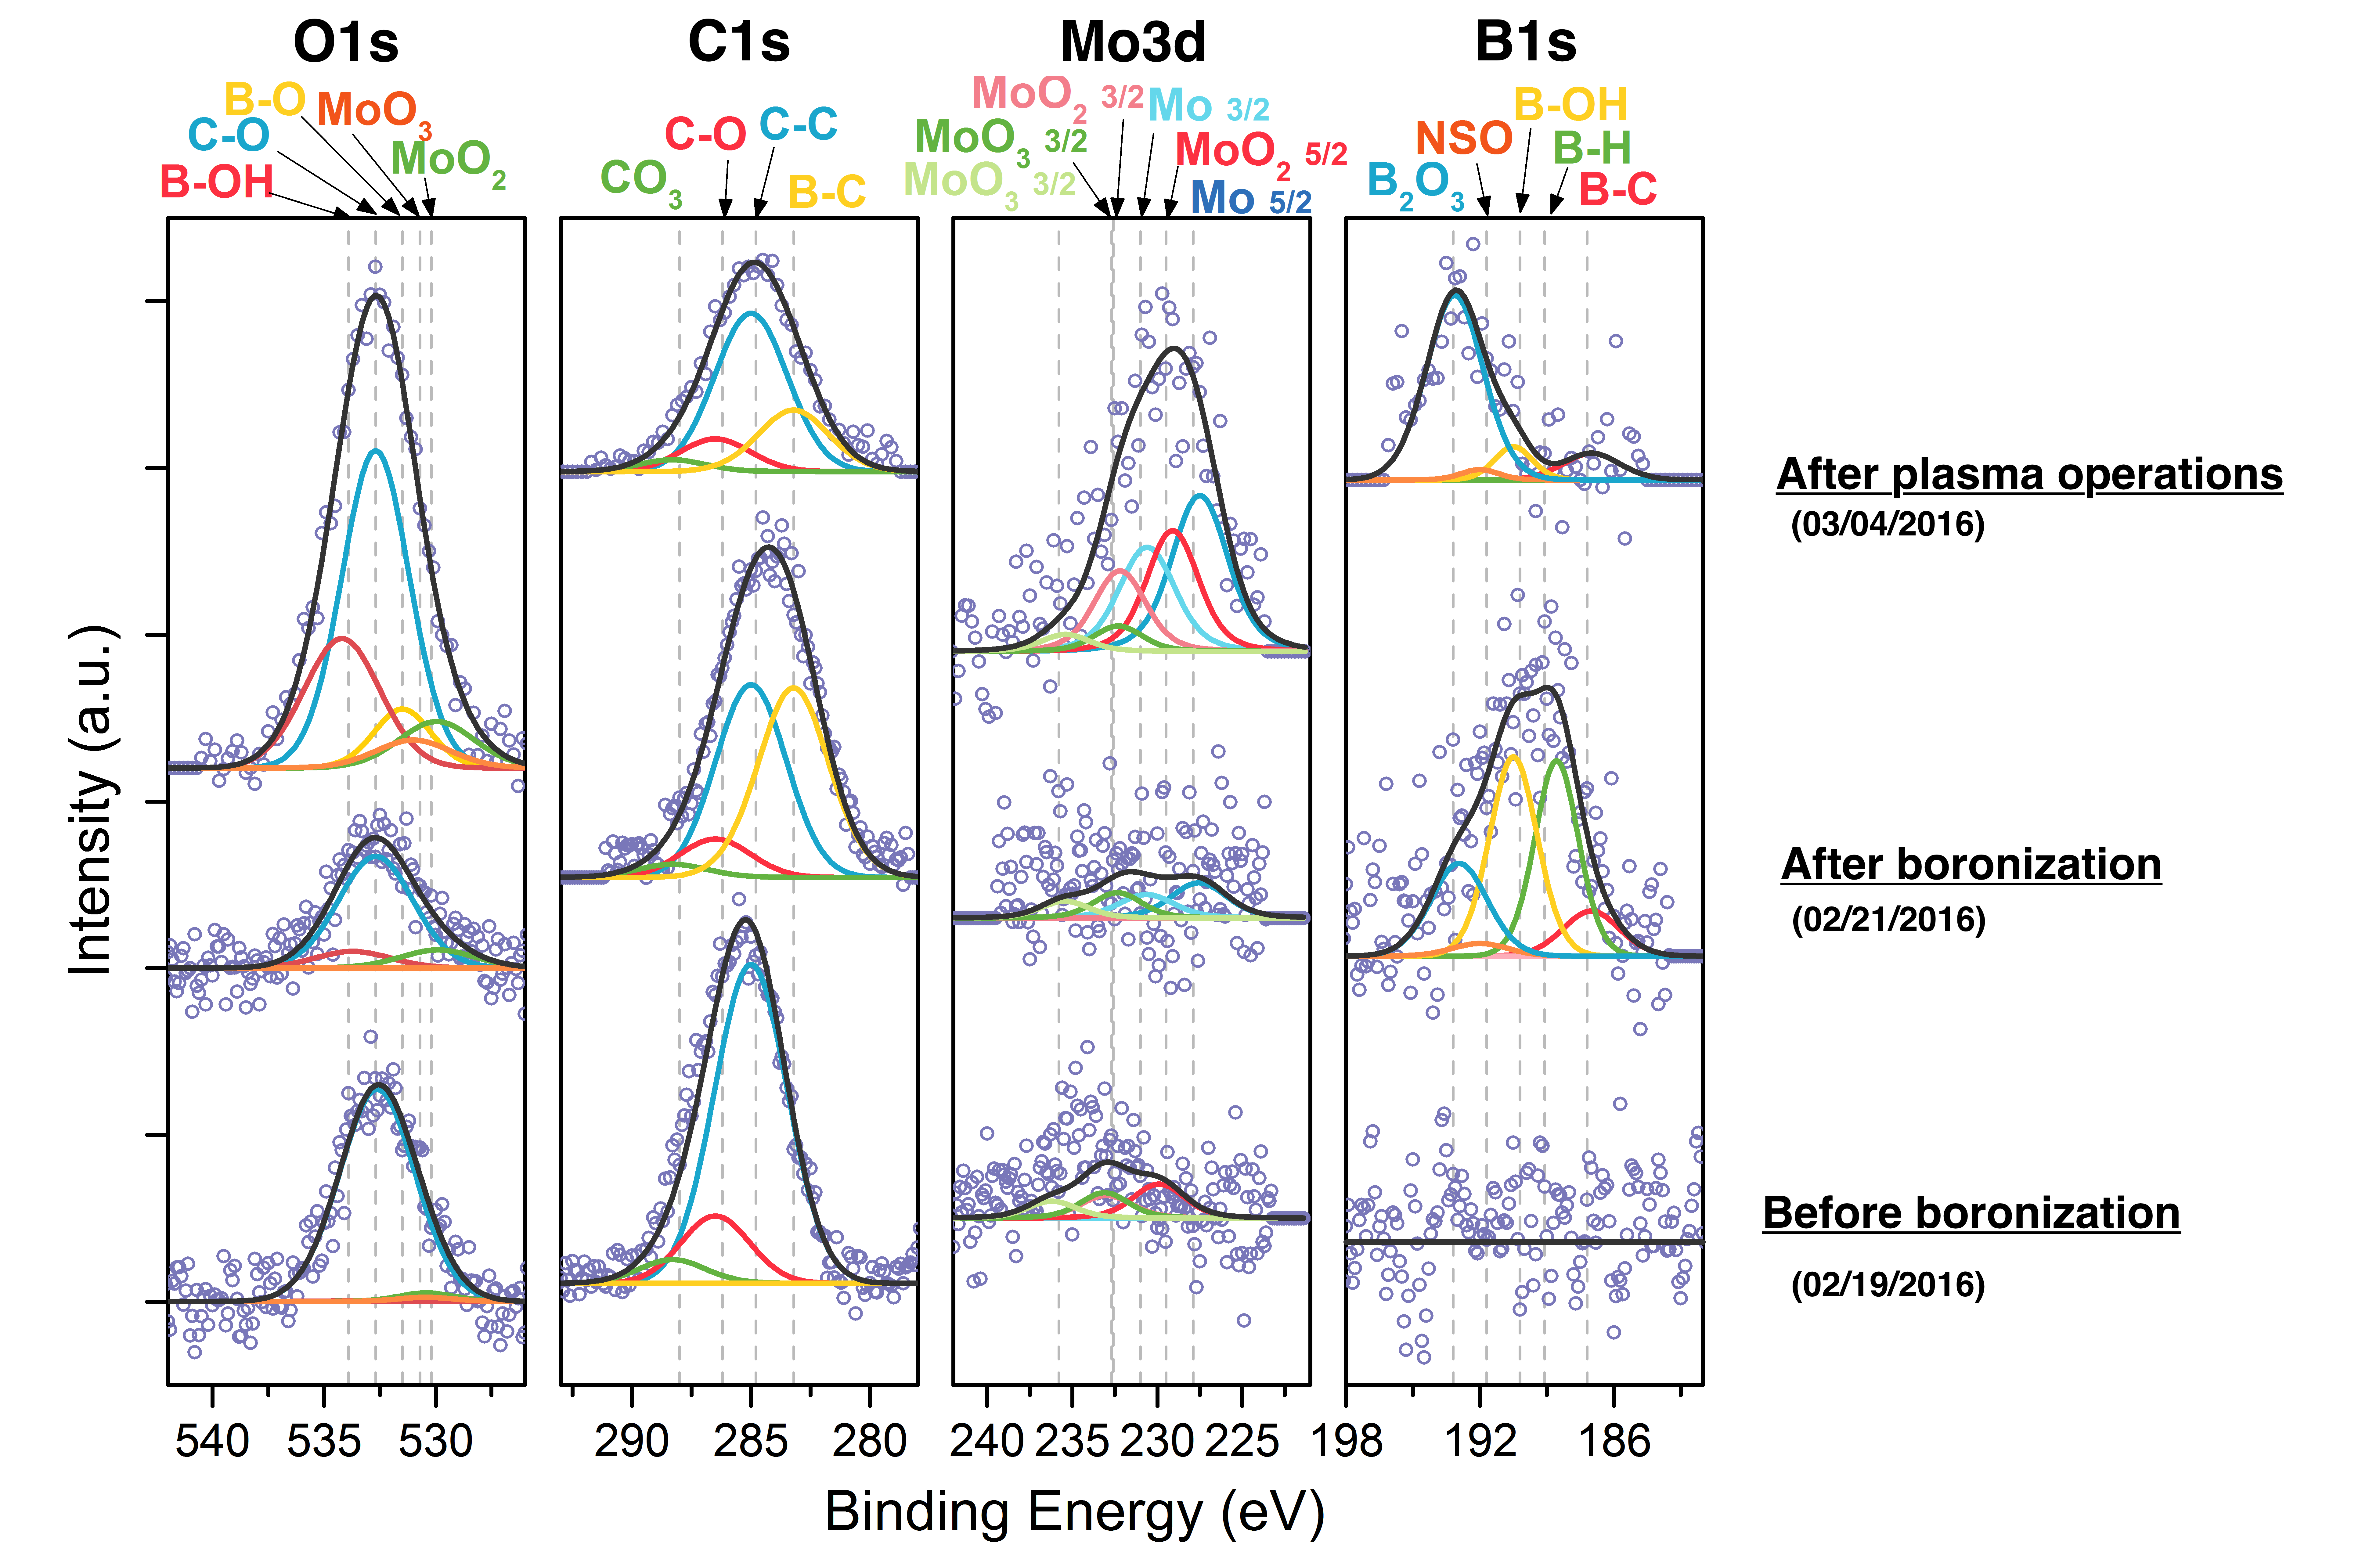 O1s C1s Mo3d B1s
B-O MoO3
C-O MoO2
B-OH
C-O C-C
CO3 B-C
MoO2 3/2 Mo 3/2
MoO3 3/2 MoO2 5/2
MoO3 3/2 Mo 5/2
B-OH
NSO B-H
B2O3 B-C
Intensity (a.u.)
After plasma operations
(03/04/2016)
After boronization
(02/21/2016)
Before boronization
(02/19/2016)
540 535 530 290 285 280 240 235 230 225 198 192 186
Binding Energy (eV)